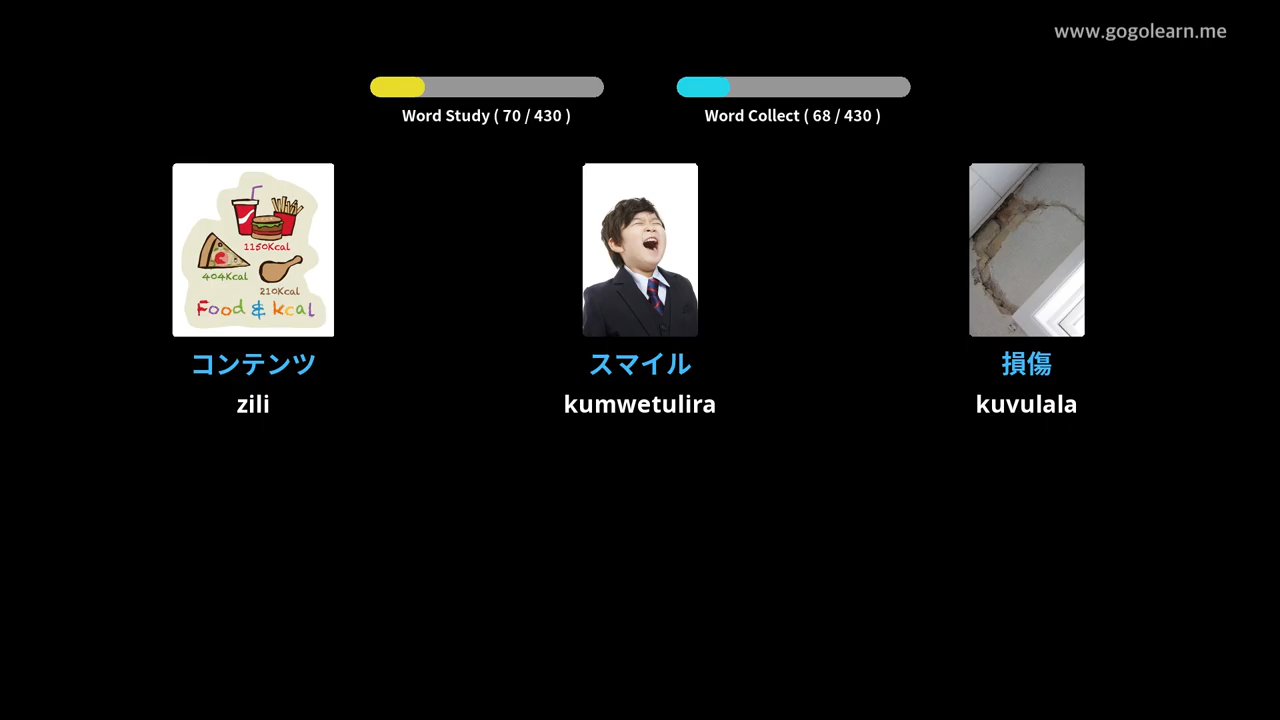 www.gogolearn.me
Word Study ( 70 / 430 )
Word Collect ( 68 / 430 )
1150Kcal
404Kcal
210Kcal
Food & kcal
コンテンツ
スマイル
損傷
zili
kumwetulira
kuvulala